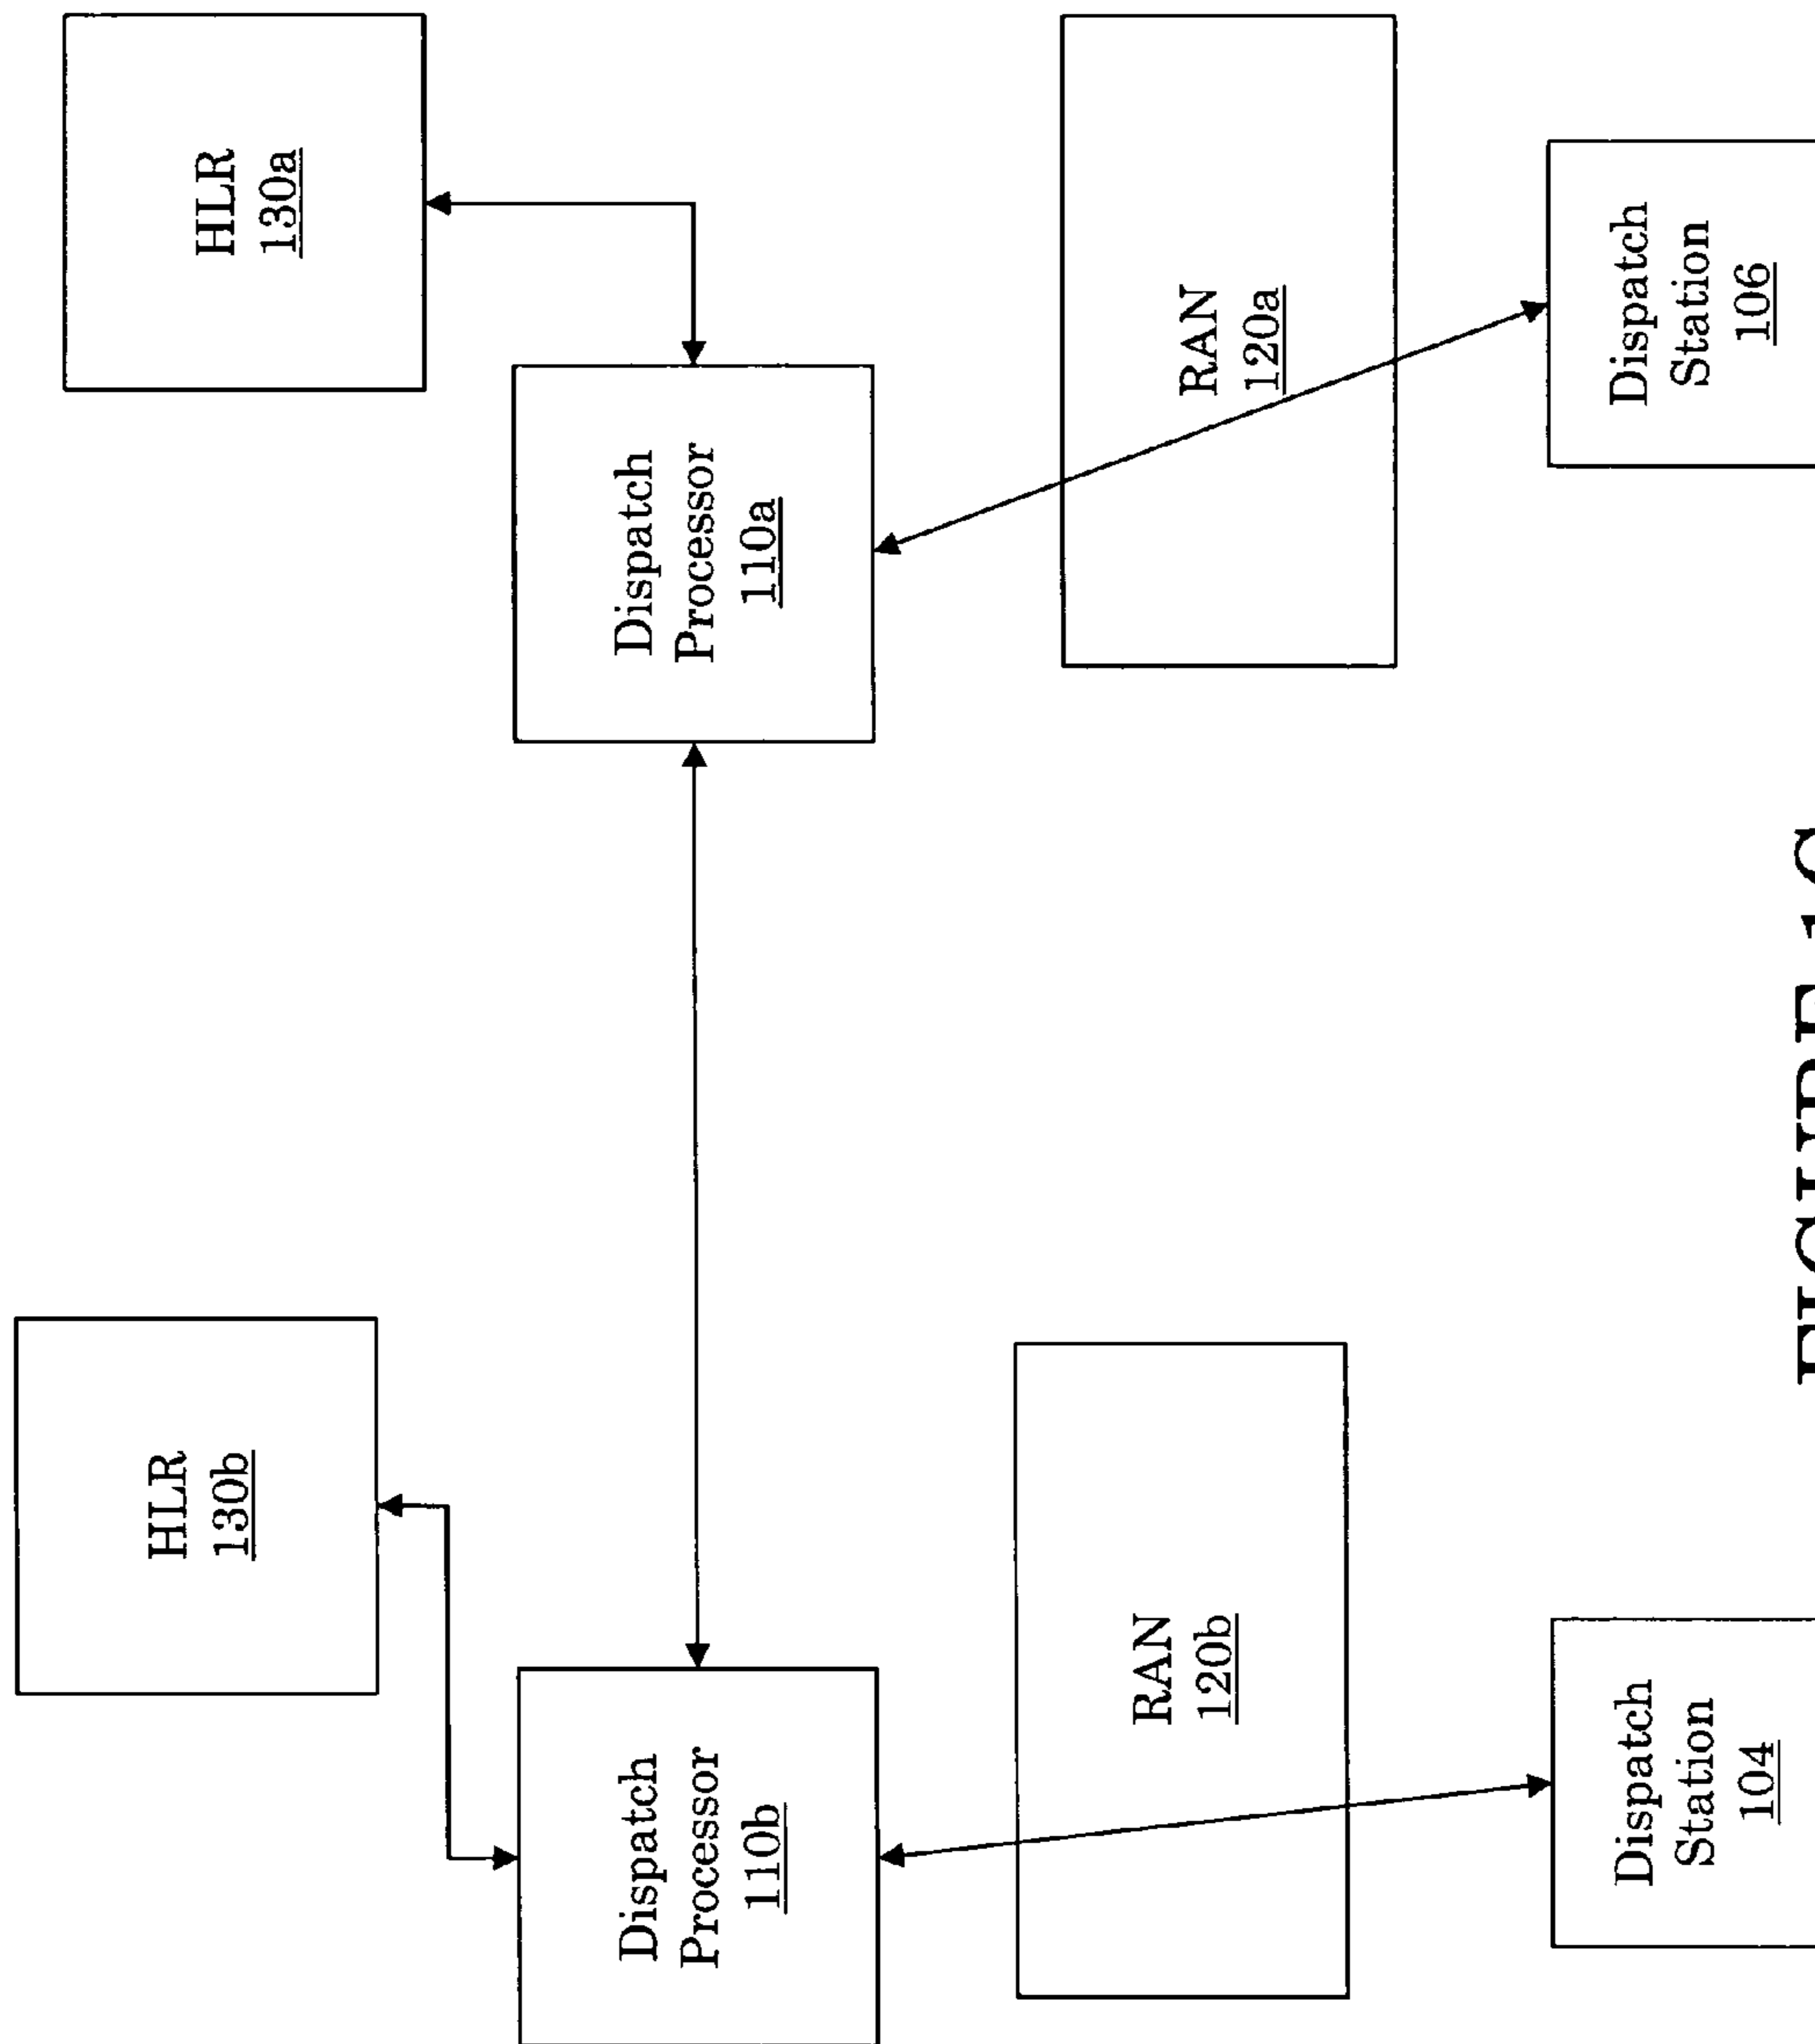 HLR
130b
HLR
130a
Dispatch
Processor
110b
Dispatch
Processor
110a
RAN
120b
RAN
120a
Dispatch
Station
104
Dispatch
Station
106
FIGURE